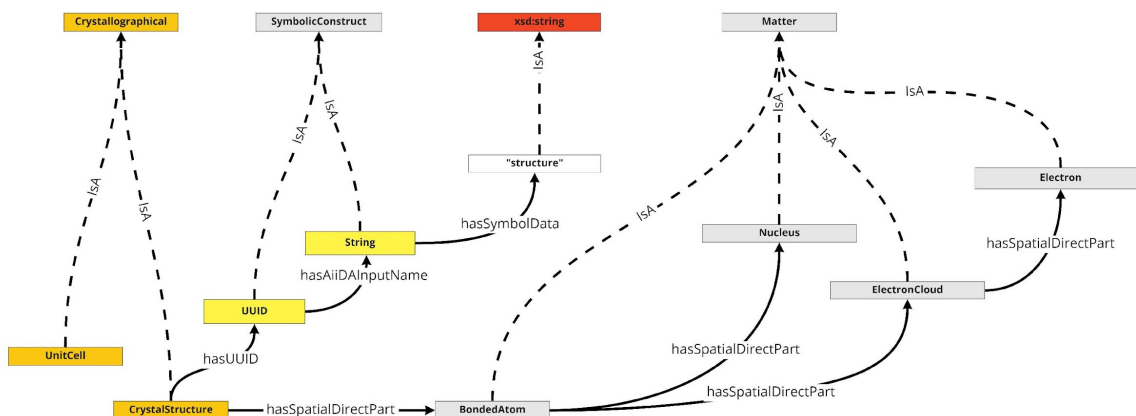 Crystallographical
SymbolicConstruct
xsd:string
Matter
IsA
IsA
IsA
"structure"
IsA
IsA
Electron
IsA
IsA
IsA
IsA
hasSymbolData
Nucleus
String
hasSpatialDirectPart
hasAiiDAInputName
ElectronCloud
UUID
hasSpatialDirectPart
UnitCell
hasUUID
hasSpatialDirectPart
CrystalStructure
hasSpatialDirectPart
BondedAtom